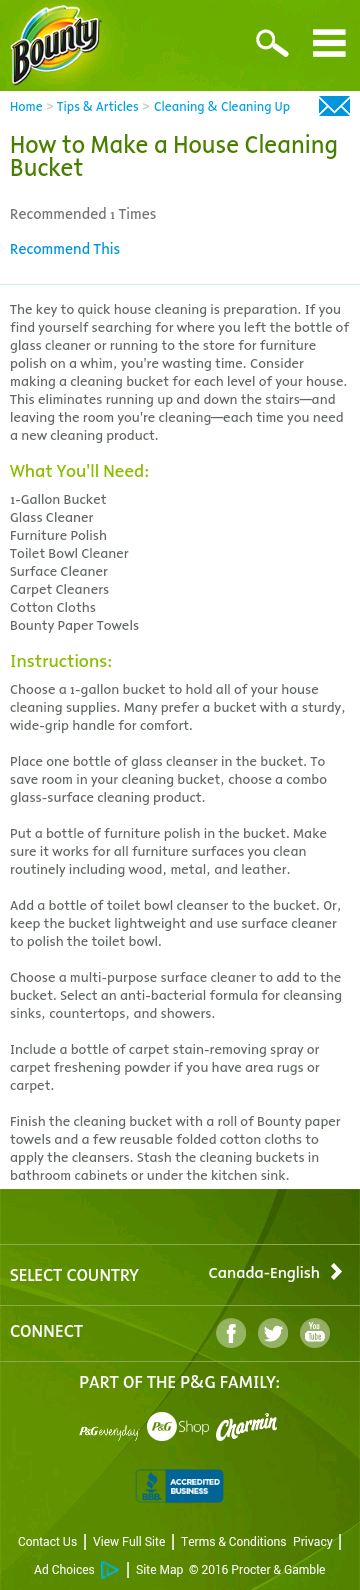 Bounty
Home > Tips & Articles > Cleaning & Cleaning Up
How to Make a House Cleaning
Bucket
Recommended 1 Times
Recommend This
The key to quick house cleaning is preparation. If you
find yourself searching for where you left the bottle of
glass cleaner or running to the store for furniture
polish on a whim, you're wasting time. Consider
making a cleaning bucket for each level of your house.
This eliminates running up and down the stairs—and
leaving the room you're cleaning—each time you need
a new cleaning product.
What You'll Need:
1-Gallon Bucket
Glass Cleaner
Furniture Polish
Toilet Bowl Cleaner
Surface Cleaner
Carpet Cleaners
Cotton Cloths
Bounty Paper Towels
Instructions:
Choose a 1-gallon bucket to hold all of your house
cleaning supplies. Many prefer a bucket with a sturdy,
wide-grip handle for comfort.
Place one bottle of glass cleanser in the bucket. To
save room in your cleaning bucket, choose a combo
glass-surface cleaning product.
Put a bottle of furniture polish in the bucket. Make
sure it works for all furniture surfaces you clean
routinely including wood, metal, and leather.
Add a bottle of toilet bowl cleanser to the bucket. Or,
keep the bucket lightweight and use surface cleaner
to polish the toilet bowl.
Choose a multi-purpose surface cleaner to add to the
bucket. Select an anti-bacterial formula for cleansing
sinks, countertops, and showers.
Include a bottle of carpet stain-removing spray or
carpet freshening powder if you have area rugs or
carpet.
Finish the cleaning bucket with a roll of Bounty paper
towels and a few reusable folded cotton cloths to
apply the cleansers. Stash the cleaning buckets in
bathroom cabinets or under the kitchen sink.
SELECT COUNTRY Canada-English
CONNECT f You Tube
PART OF THE P&G FAMILY:
P&G everyday P&G Shop Charmin
BBB ACCREDITED BUSINESS
Contact Us | View Full Site | Terms & Conditions Privacy |
Ad Choices | Site Map © 2016 Procter & Gamble